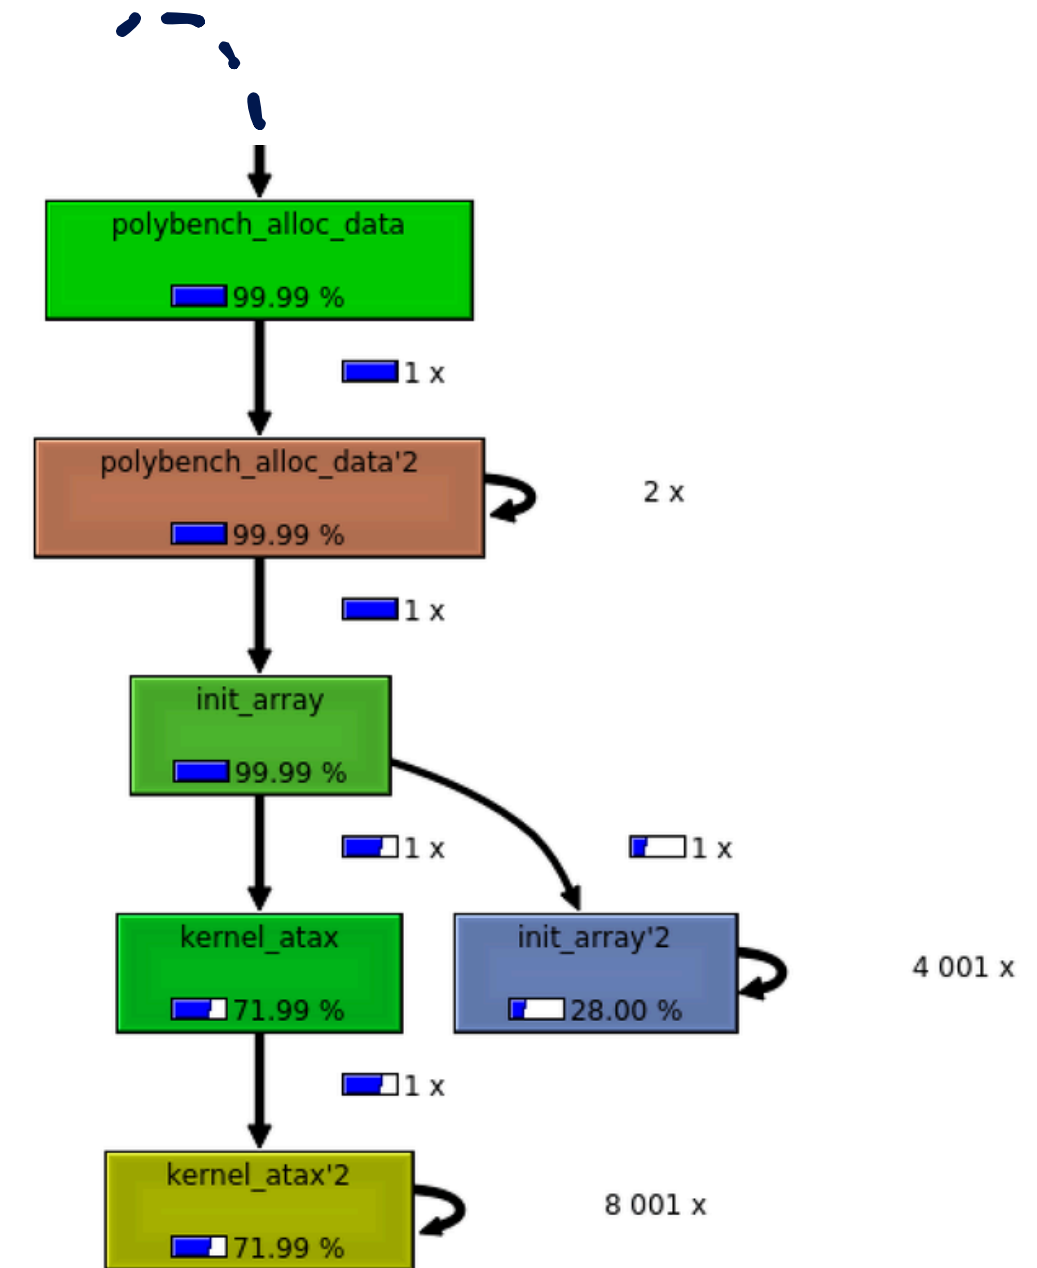 polybench_alloc_data
99.99 %
1 x
polybench_alloc_data'2
2 x
99.99 %
1 x
init_array
99.99 %
1 x
1 x
kernel_atax
71.99 %
init_array'2
28.00 %
4 001 x
1 x
kernel_atax'2
71.99 %
8 001 x